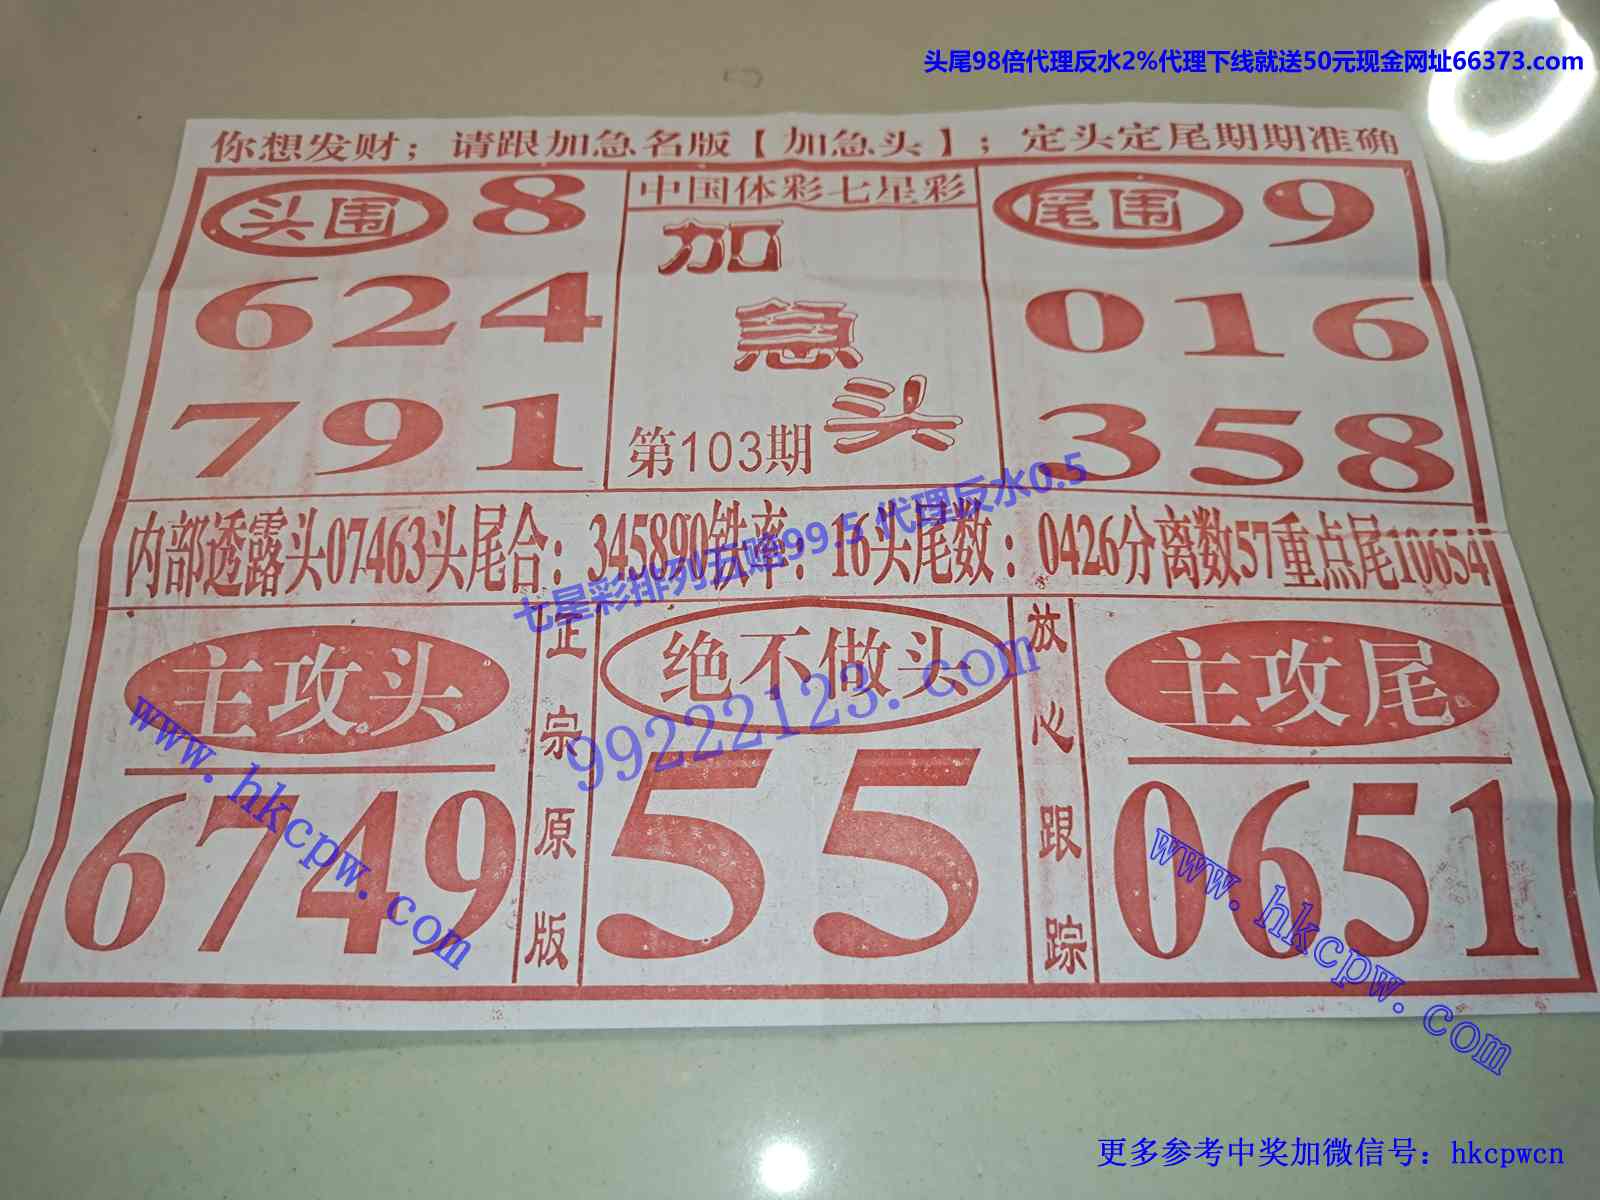 头尾98倍代理反水2%代理下线就送50元现金网址66373.com
你想发财；请跟加急名版【加急头】；定头定尾期期准确
头围 8
624
791
中国体彩七星彩
加
急
头
第103期
尾围 9
016
358
内部透露头07463头尾合：345890铁率：16头尾数：0426分离数57重点尾10654
七星彩排列五赔99.5 代理反水0.5
99222123.com
主攻头
6749
正宗原版
绝不做头
55
放心跟踪
主攻尾
0651
www.hkcpw.com
www.hkcpw.com
更多参考中奖加微信号：hkcpwcn